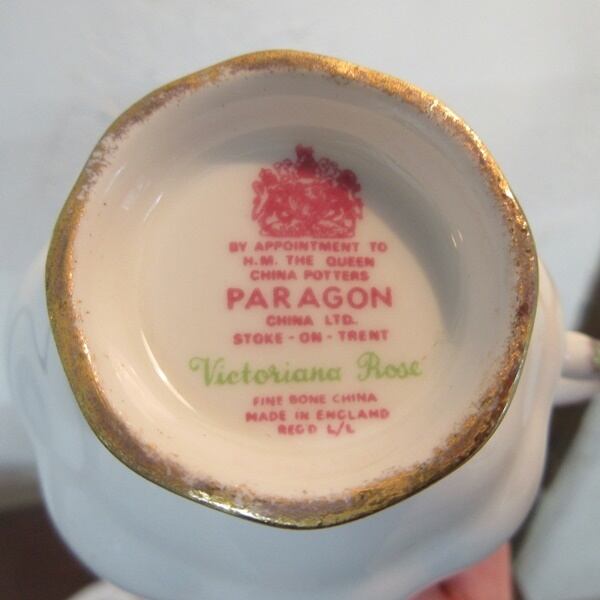 BY APPOINTMENT TO
H.M. THE QUEEN
CHINA POTTERS
PARAGON
CHINA LTD.
STOKE-ON-TRENT
Victoriana Rose
FINE BONE CHINA
MADE IN ENGLAND
REG'D L/L